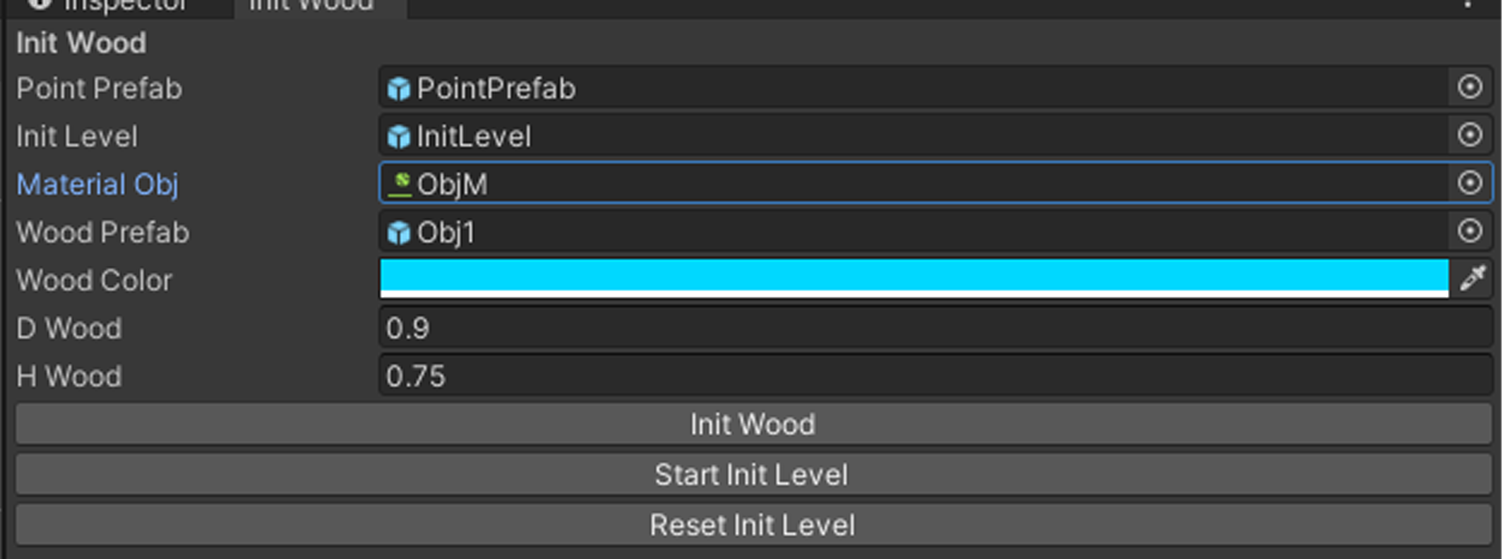 Inspector Init Wood
Init Wood
Point Prefab PointPrefab
Init Level InitLevel
Material Obj ObjM
Wood Prefab Obj1
Wood Color
D Wood 0.9
H Wood 0.75
Init Wood
Start Init Level
Reset Init Level